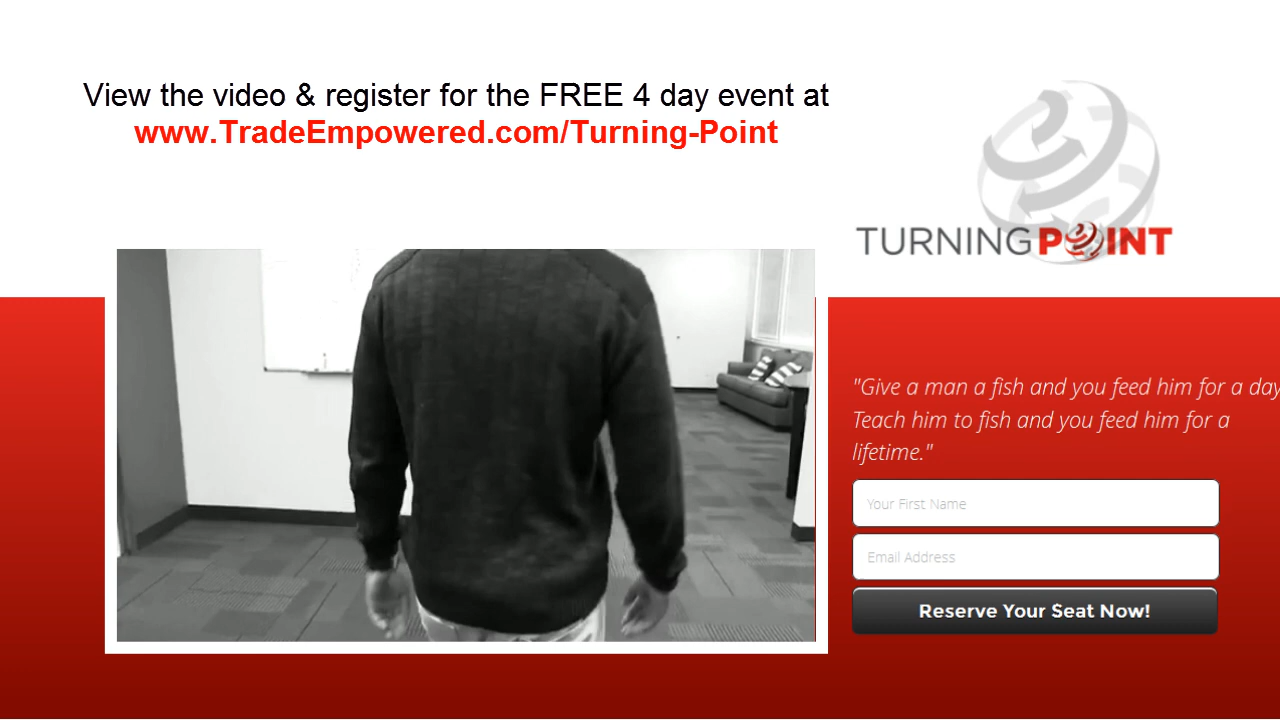 View the video & register for the FREE 4 day event at
www.TradeEmpowered.com/Turning-Point
TURNINGPOINT
"Give a man a fish and you feed him for a day
Teach him to fish and you feed him for a
lifetime."
Your First Name
Email Address
Reserve Your Seat Now!